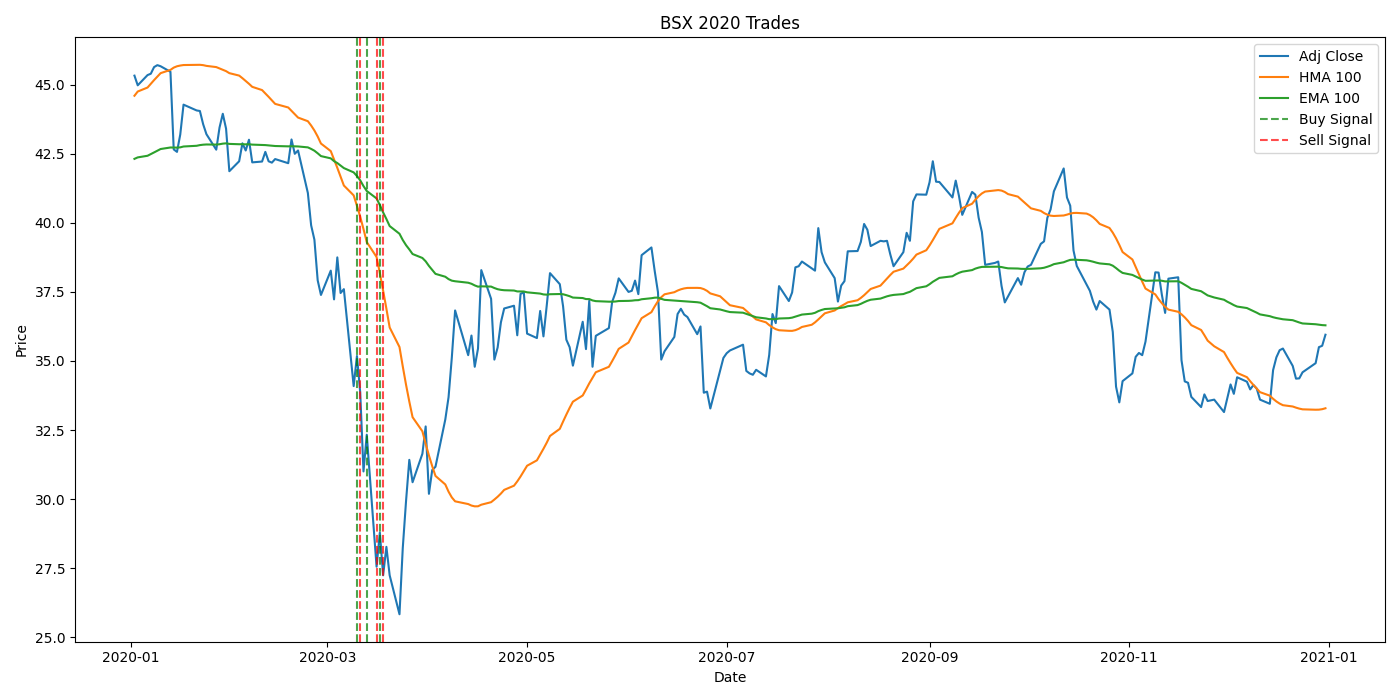 BSX 2020 Trades
Adj Close
HMA 100
EMA 100
Buy Signal
Sell Signal
Price
45.0
42.5
40.0
37.5
35.0
32.5
30.0
27.5
25.0
2020-01
2020-03
2020-05
2020-07
2020-09
2020-11
2021-01
Date